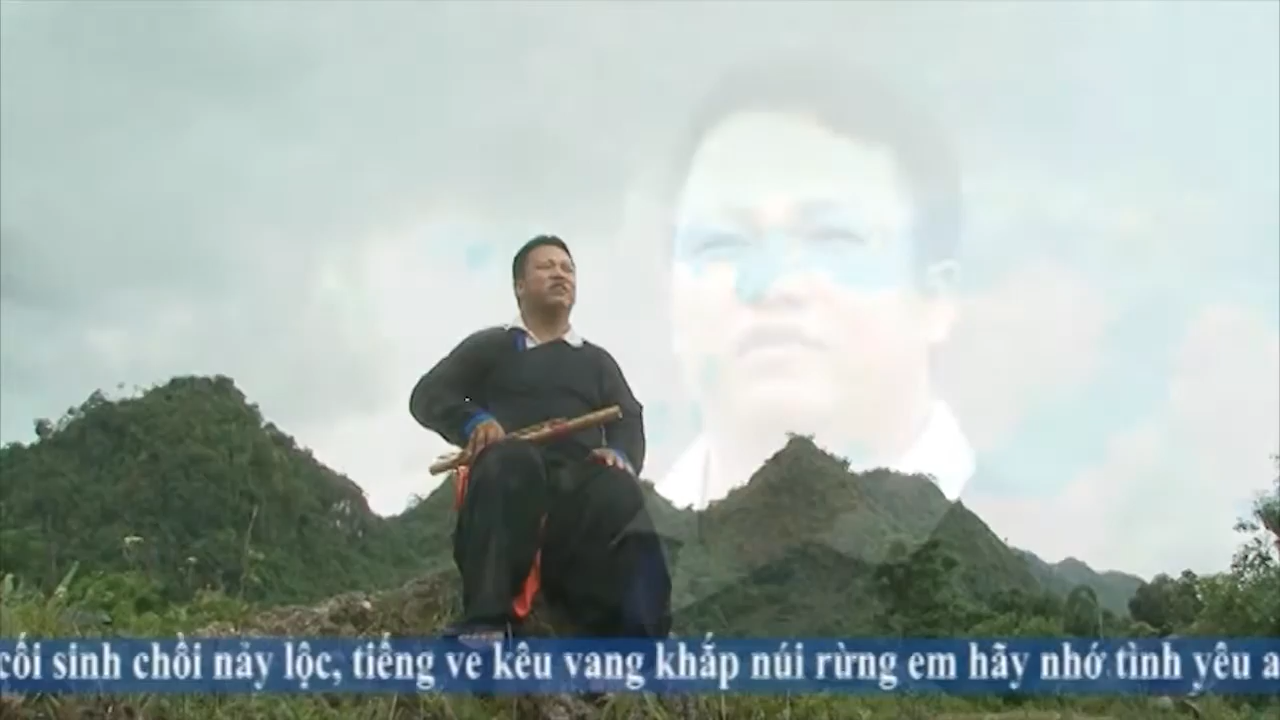 cối sinh chồi nảy lộc, tiếng ve kêu vang khắp núi rừng em hãy nhớ tình yêu a